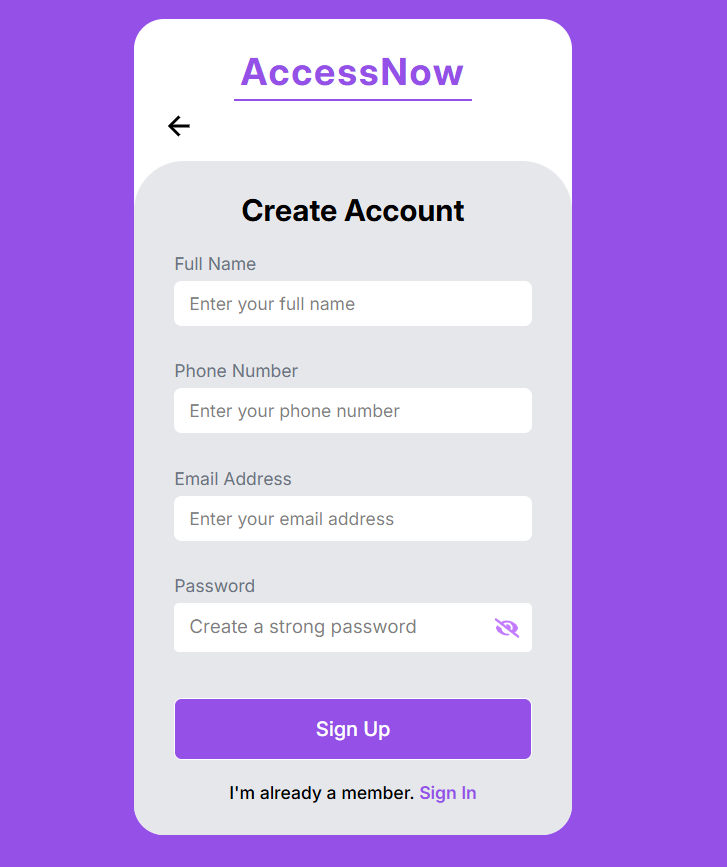 AccessNow
Create Account
Full Name
Enter your full name
Phone Number
Enter your phone number
Email Address
Enter your email address
Password
Create a strong password
Sign Up
I'm already a member. Sign In